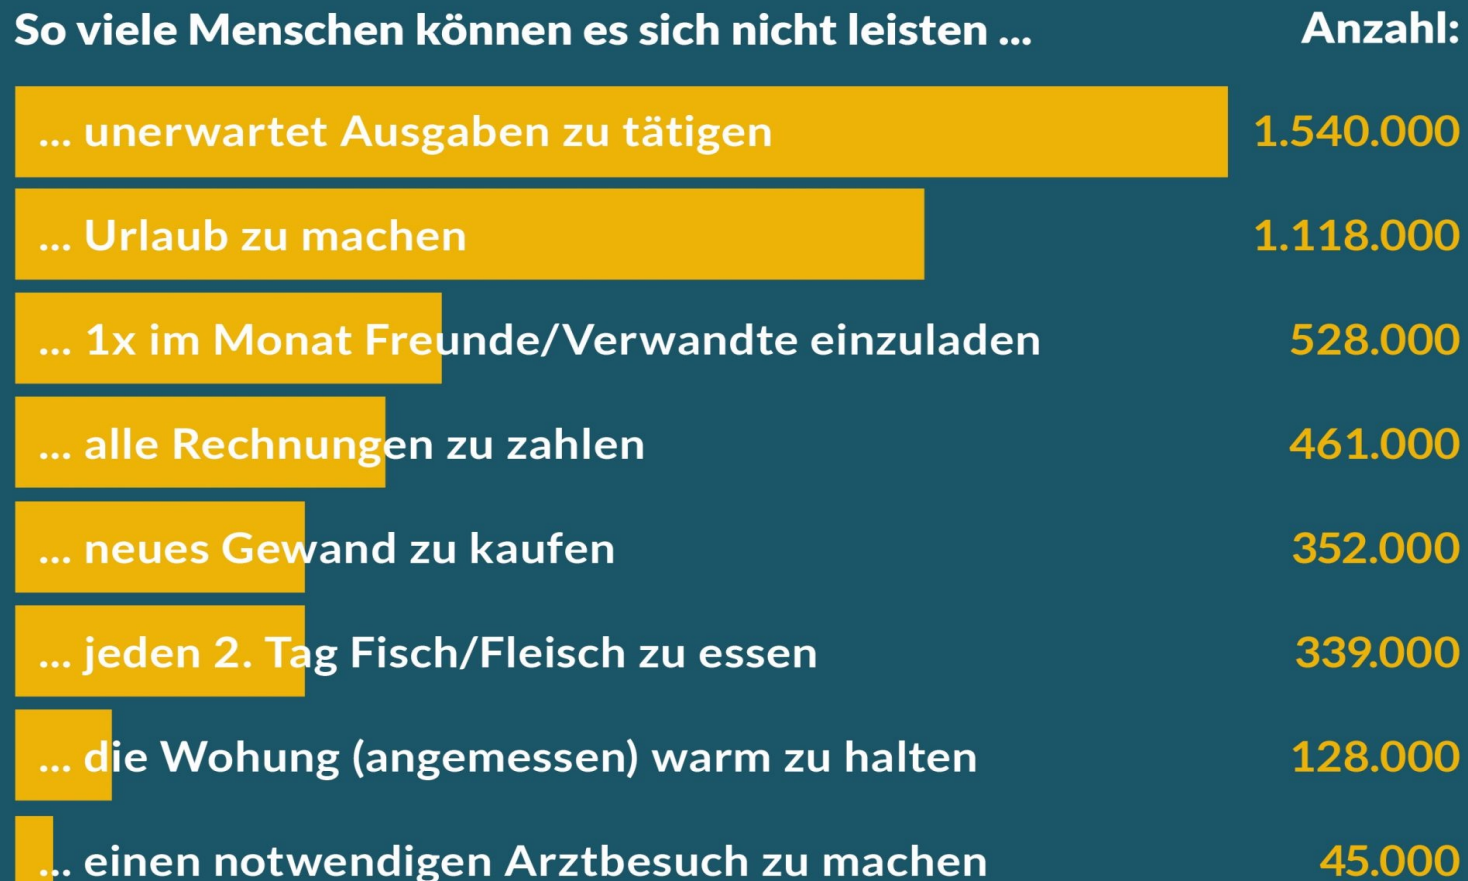 So viele Menschen können es sich nicht leisten ... Anzahl:
... unerwartet Ausgaben zu tätigen 1.540.000
... Urlaub zu machen 1.118.000
... 1x im Monat Freunde/Verwandte einzuladen 528.000
... alle Rechnungen zu zahlen 461.000
... neues Gewand zu kaufen 352.000
... jeden 2. Tag Fisch/Fleisch zu essen 339.000
... die Wohung (angemessen) warm zu halten 128.000
... einen notwendigen Arztbesuch zu machen 45.000